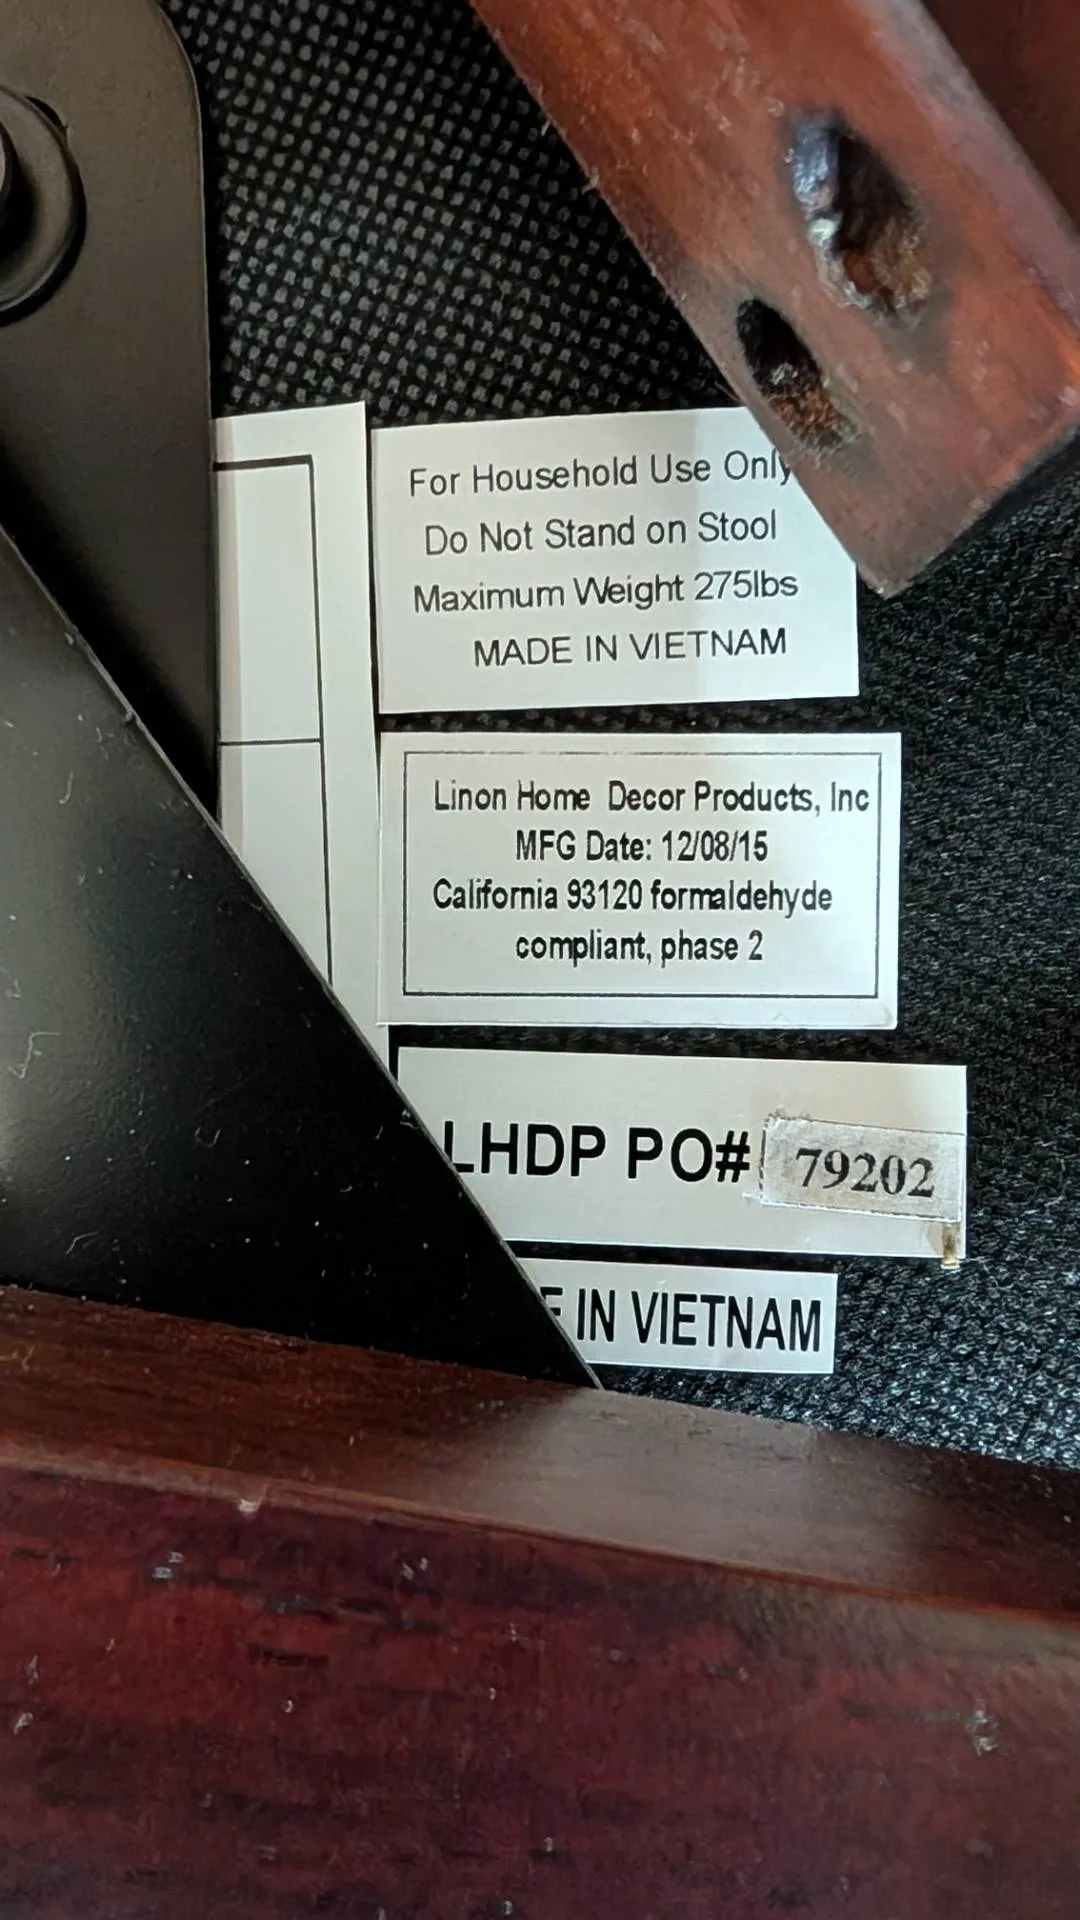 For Household Use Only
Do Not Stand on Stool
Maximum Weight 275lbs
MADE IN VIETNAM
Linon Home Decor Products, Inc
MFG Date: 12/08/15
California 93120 formaldehyde
compliant, phase 2
LHDP PO# 79202
E IN VIETNAM